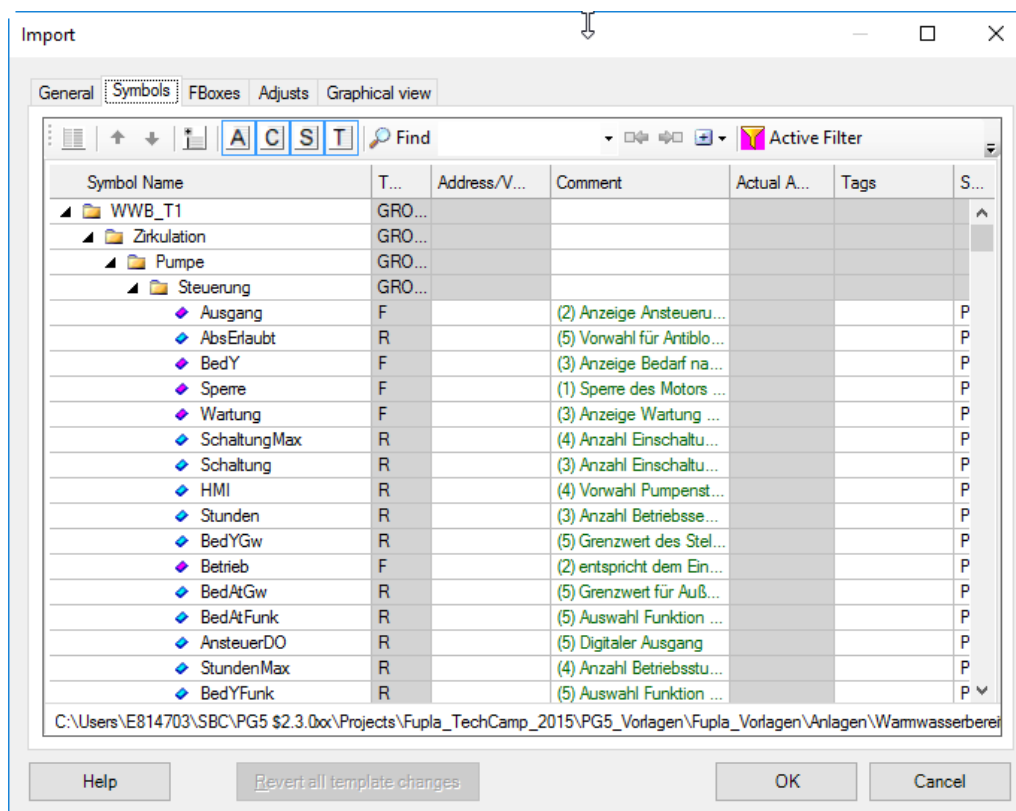 Import
General Symbols FBoxes Adjusts Graphical view
A C S T Find Active Filter
Symbol Name T... Address/V... Comment Actual A... Tags S...
WWB_T1 GRO...
Zirkulation GRO...
Pumpe GRO...
Steuerung GRO...
Ausgang F (2) Anzeige Ansteueru... P
AbsErlaubt R (5) Vorwahl für Antiblo... P
BedY F (3) Anzeige Bedarf na... P
Sperre F (1) Sperre des Motors ... P
Wartung F (3) Anzeige Wartung ... P
SchaltungMax R (4) Anzahl Einschaltu... P
Schaltung R (3) Anzahl Einschaltu... P
HMI R (4) Vorwahl Pumpenst... P
Stunden R (3) Anzahl Betriebsse... P
BedYGw R (5) Grenzwert des Stel... P
Betrieb F (2) entspricht dem Ein... P
BedAtGw R (5) Grenzwert für Auß... P
BedAtFunk R (5) Auswahl Funktion ... P
AnsteuerDO R (5) Digitaler Ausgang P
StundenMax R (4) Anzahl Betriebsstu... P
BedYFunk R (5) Auswahl Funktion ... P
C:\Users\E814703\SBC\PG5 $2.3.0xx\Projects\Fupla_TechCamp_2015\PG5_Vorlagen\Fupla_Vorlagen\Anlagen\Warmwasserberei
Help Revert all template changes OK Cancel